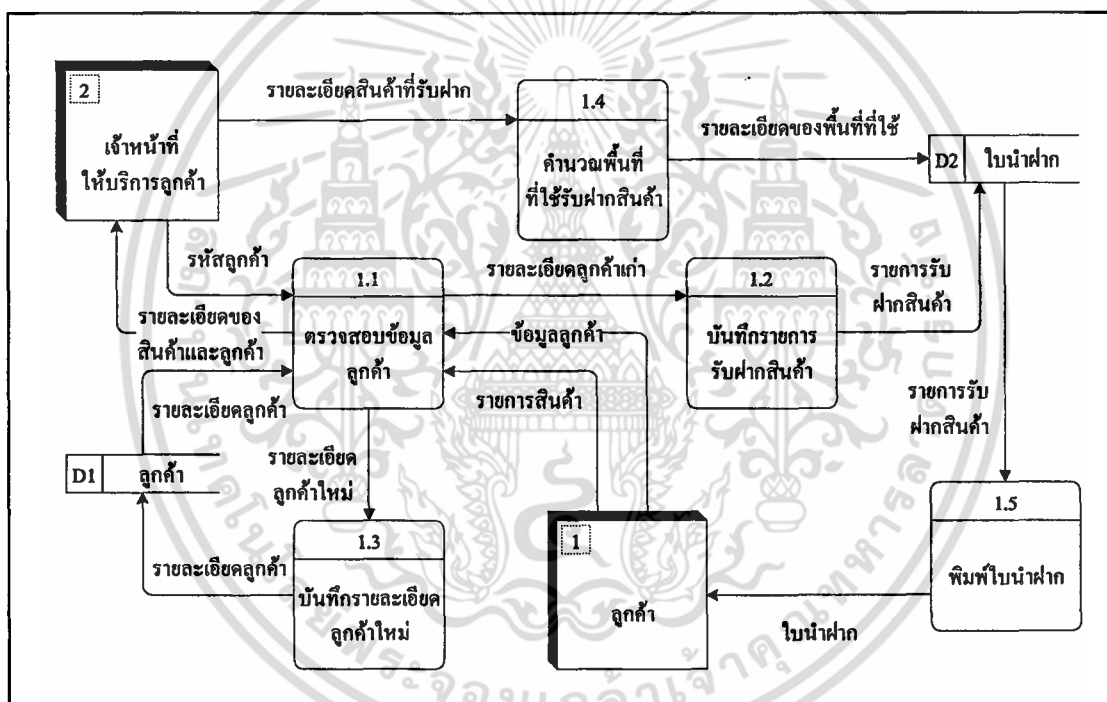 2
เจ้าหน้าที่
ให้บริการลูกค้า
รายละเอียดสินค้าที่รับฝาก
1.4
คำนวณพื้นที่
ที่ใช้รับฝากสินค้า
รายละเอียดของพื้นที่ที่ใช้
D2 ใบนำฝาก
รหัสลูกค้า
รายละเอียดของ
สินค้าและลูกค้า
1.1
ตรวจสอบข้อมูล
ลูกค้า
รายละเอียดลูกค้าเก่า
ข้อมูลลูกค้า
รายการสินค้า
1.2
บันทึกรายการ
รับฝากสินค้า
รายการรับ
ฝากสินค้า
รายการรับ
ฝากสินค้า
รายละเอียดลูกค้า
D1 ลูกค้า
รายละเอียด
ลูกค้าใหม่
รายละเอียดลูกค้า
1.3
บันทึกรายละเอียด
ลูกค้าใหม่
1
ลูกค้า
ใบนำฝาก
1.5
พิมพ์ใบนำฝาก